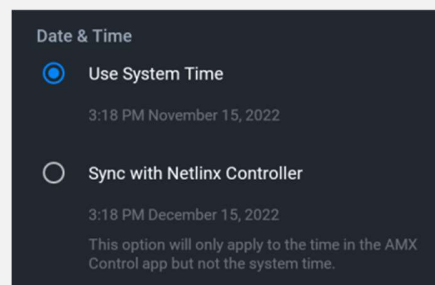 Date & Time
Use System Time
3:18 PM November 15, 2022
Sync with Netlinx Controller
3:18 PM December 15, 2022
This option will only apply to the time in the AMX
Control app but not the system time.